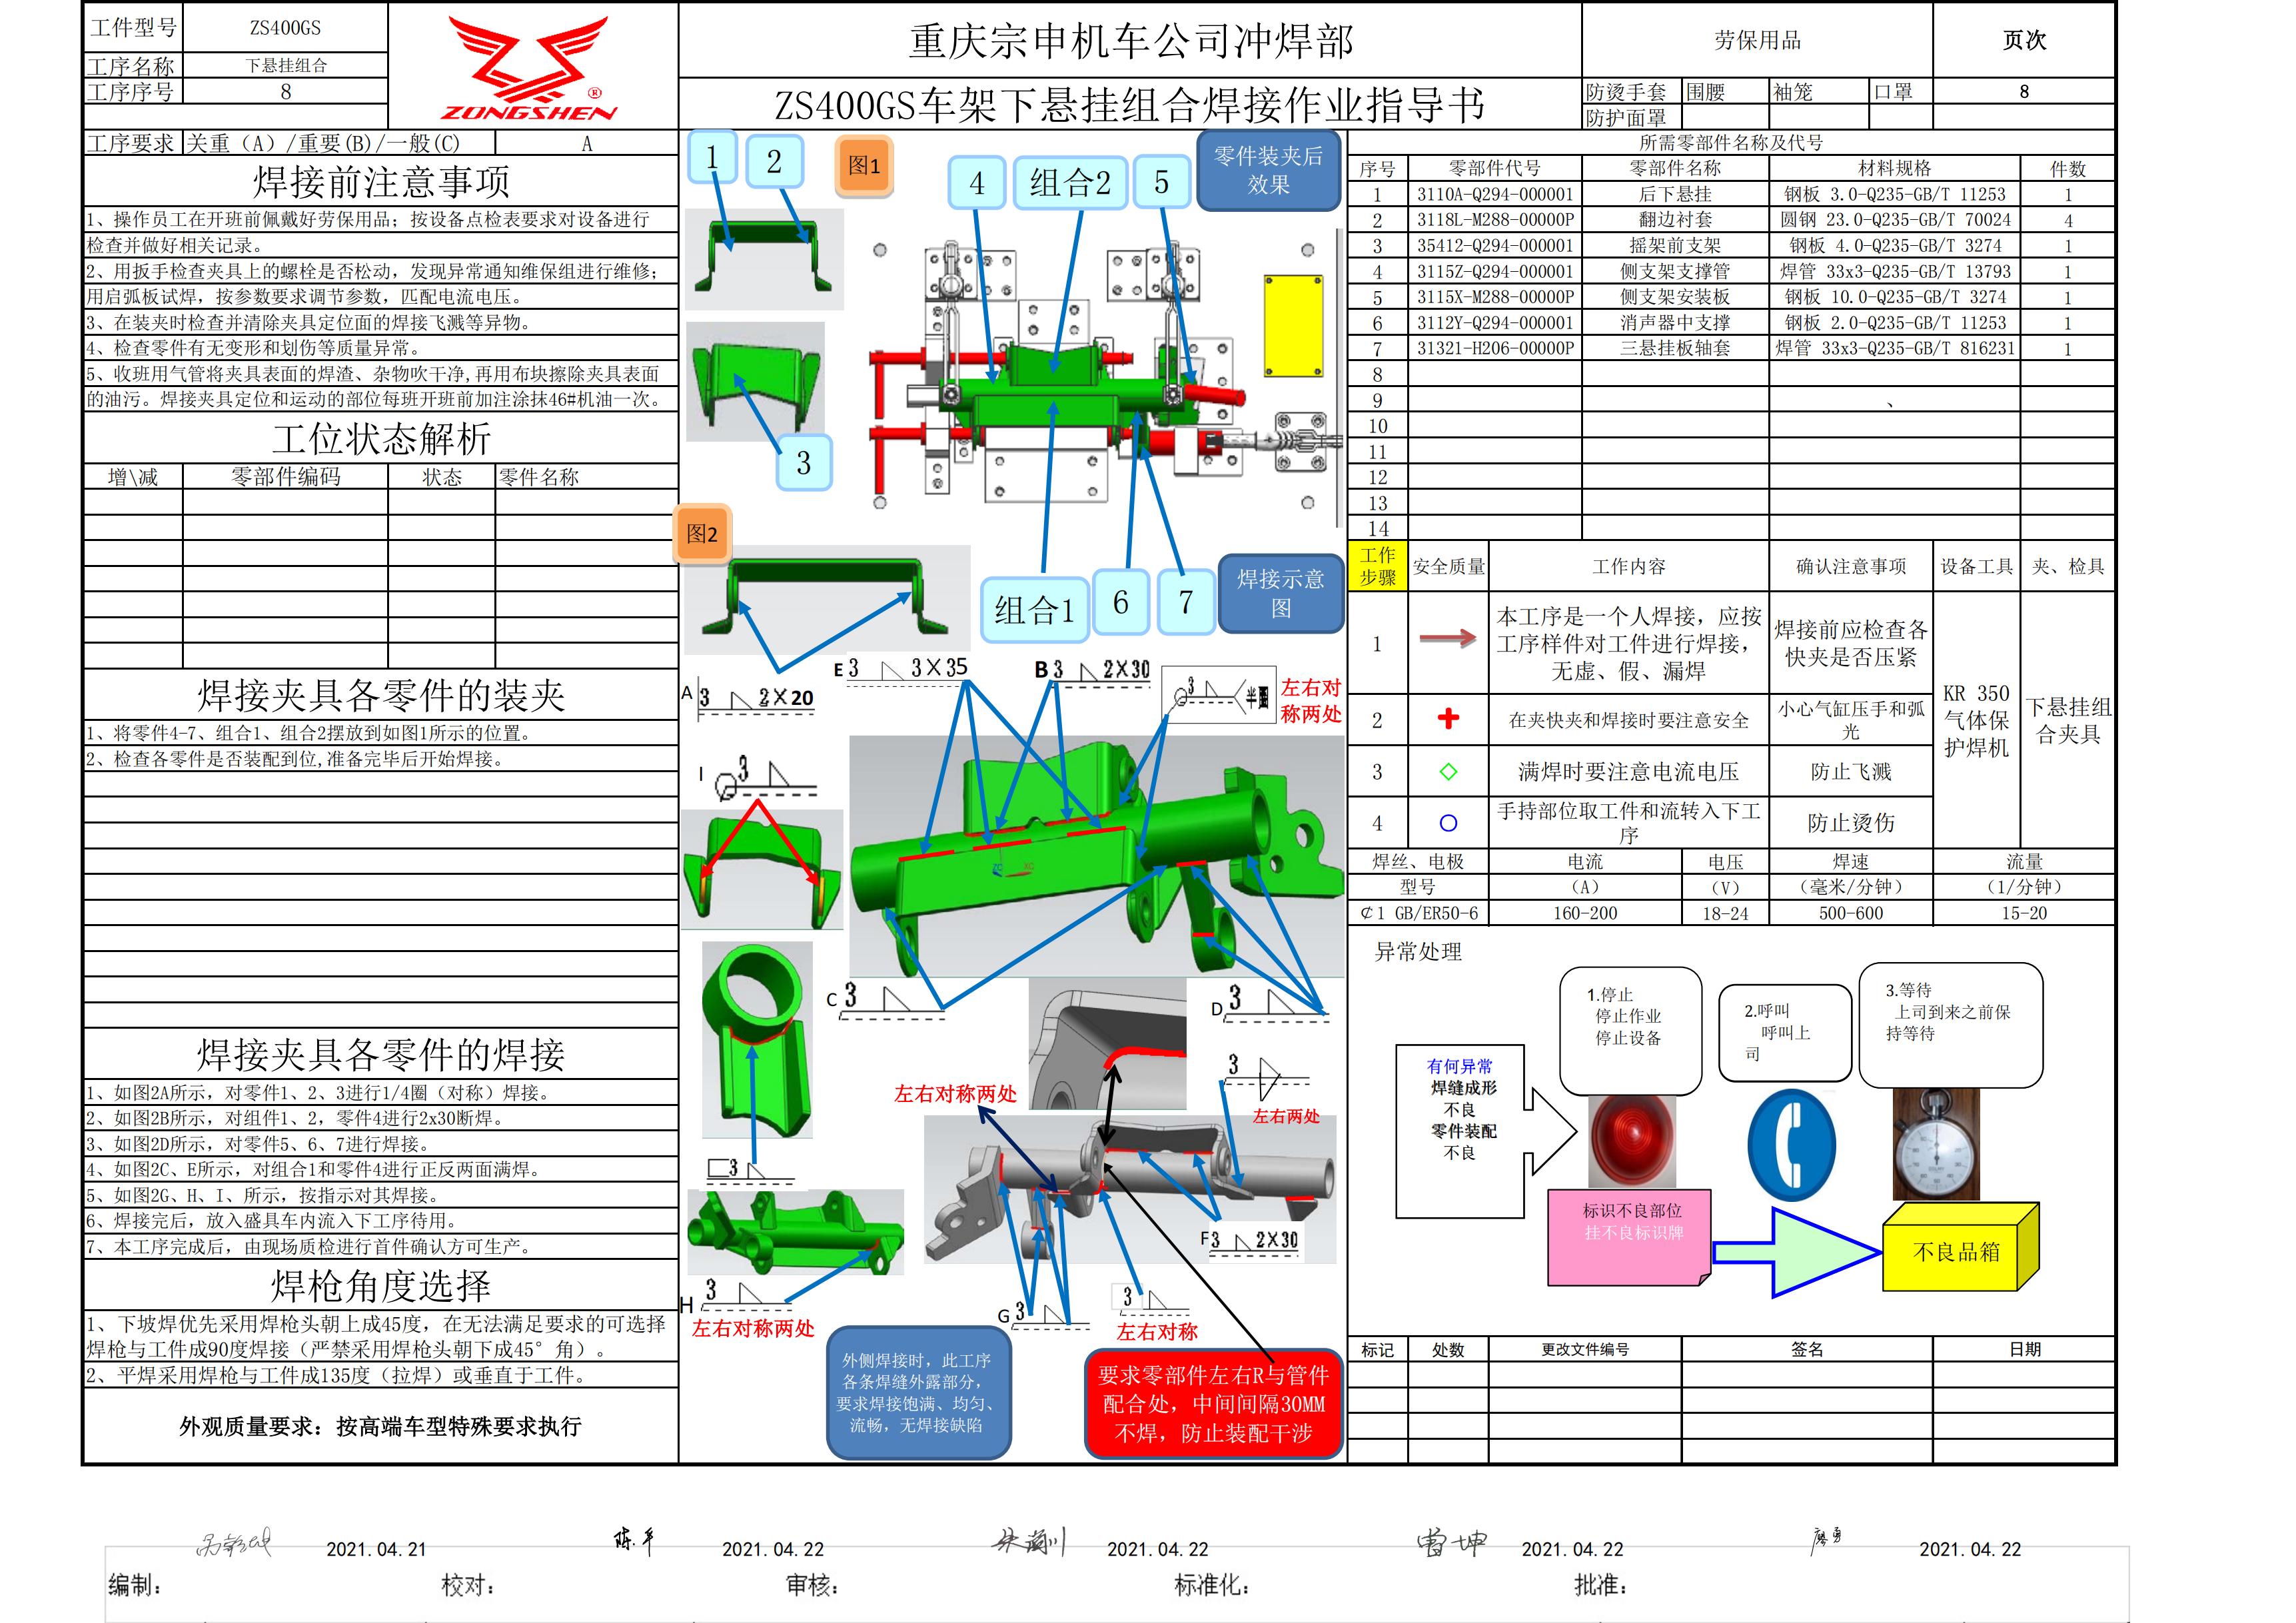 工件型号 ZS400GS
工序名称 下悬挂组合
工序序号 8
ZONGSHEN ®
重庆宗申机车公司冲焊部
ZS400GS车架下悬挂组合焊接作业指导书
劳保用品 页次
防烫手套 围腰 袖笼 口罩 8
防护面罩
工序要求 关重（A）/重要(B)/一般(C) A
焊接前注意事项
1、操作员工在开班前佩戴好劳保用品；按设备点检表要求对设备进行
检查并做好相关记录。
2、用扳手检查夹具上的螺栓是否松动，发现异常通知维保组进行维修；
用启弧板试焊，按参数要求调节参数，匹配电流电压。
3、在装夹时检查并清除夹具定位面的焊接飞溅等异物。
4、检查零件有无变形和划伤等质量异常。
5、收班用气管将夹具表面的焊渣、杂物吹干净,再用布块擦除夹具表面
的油污。焊接夹具定位和运动的部位每班开班前加注涂抹46#机油一次。
工位状态解析
增\减 零部件编码 状态 零件名称
焊接夹具各零件的装夹
1、将零件4-7、组合1、组合2摆放到如图1所示的位置。
2、检查各零件是否装配到位,准备完毕后开始焊接。
焊接夹具各零件的焊接
1、如图2A所示，对零件1、2、3进行1/4圈（对称）焊接。
2、如图2B所示，对组件1、2，零件4进行2x30断焊。
3、如图2D所示，对零件5、6、7进行焊接。
4、如图2C、E所示，对组合1和零件4进行正反两面满焊。
5、如图2G、H、I、所示，按指示对其焊接。
6、焊接完后，放入盛具车内流入下工序待用。
7、本工序完成后，由现场质检进行首件确认方可生产。
焊枪角度选择
1、下坡焊优先采用焊枪头朝上成45度，在无法满足要求的可选择
焊枪与工件成90度焊接（严禁采用焊枪头朝下成45°角）。
2、平焊采用焊枪与工件成135度（拉焊）或垂直于工件。
外观质量要求：按高端车型特殊要求执行
1 2 图1 4 组合2 5
零件装夹后
效果
3
图2
组合1 6 7
焊接示意
图
A 3 2×20
E 3 3×35
B 3 2×30
3 半圈
左右对
称两处
I 3
C 3
D 3
3
左右两处
左右对称两处
3
F 3 2×30
H 3
左右对称两处
G 3
3
左右对称
外侧焊接时，此工序
各条焊缝外露部分，
要求焊接饱满、均匀、
流畅，无焊接缺陷
要求零部件左右R与管件
配合处，中间间隔30MM
不焊，防止装配干涉
所需零部件名称及代号
序号 零部件代号 零部件名称 材料规格 件数
1 3110A-Q294-000001 后下悬挂 钢板 3.0-Q235-GB/T 11253 1
2 3118L-M288-00000P 翻边衬套 圆钢 23.0-Q235-GB/T 70024 4
3 35412-Q294-000001 摇架前支架 钢板 4.0-Q235-GB/T 3274 1
4 3115Z-Q294-000001 侧支架支撑管 焊管 33x3-Q235-GB/T 13793 1
5 3115X-M288-00000P 侧支架安装板 钢板 10.0-Q235-GB/T 3274 1
6 3112Y-Q294-000001 消声器中支撑 钢板 2.0-Q235-GB/T 11253 1
7 31321-H206-00000P 三悬挂板轴套 焊管 33x3-Q235-GB/T 816231 1
8
9 、
10
11
12
13
14
工作
步骤 安全质量 工作内容 确认注意事项 设备工具 夹、检具
1 本工序是一个人焊接，应按
工序样件对工件进行焊接，
无虚、假、漏焊
焊接前应检查各
快夹是否压紧
2 在夹快夹和焊接时要注意安全
小心气缸压手和弧
光
3 满焊时要注意电流电压 防止飞溅
4 手持部位取工件和流转入下工
序
防止烫伤
KR 350
气体保
护焊机
下悬挂组
合夹具
焊丝、电极 电流 电压 焊速 流量
型号 （A） （V） （毫米/分钟） （1/分钟）
¢1 GB/ER50-6 160-200 18-24 500-600 15-20
异常处理
1.停止
停止作业
停止设备
2.呼叫
呼叫上
司
3.等待
上司到来之前保
持等待
有何异常
焊缝成形
不良
零件装配
不良
标识不良部位
挂不良标识牌
不良品箱
标记 处数 更改文件编号 签名 日期
2021.04.21 陈平 2021.04.22 2021.04.22 曾坤 2021.04.22 廖勇 2021.04.22
编制： 校对： 审核： 标准化： 批准：